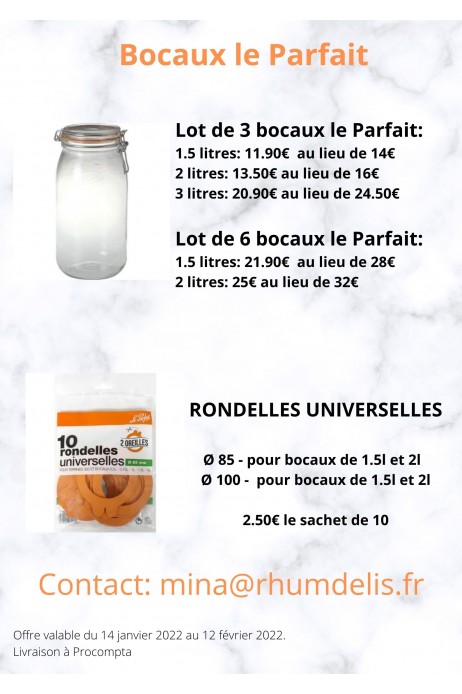 Bocaux le Parfait
Lot de 3 bocaux le Parfait:
1.5 litres: 11.90€ au lieu de 14€
2 litres: 13.50€ au lieu de 16€
3 litres: 20.90€ au lieu de 24.50€
Lot de 6 bocaux le Parfait:
1.5 litres: 21.90€ au lieu de 28€
2 litres: 25€ au lieu de 32€
10
rondelles
universelles
2 OREILLES
Ø 85 mm
RONDELLES UNIVERSELLES
Ø 85 - pour bocaux de 1.5l et 2l
Ø 100 - pour bocaux de 1.5l et 2l
2.50€ le sachet de 10
Contact: mina@rhumdelis.fr
Offre valable du 14 janvier 2022 au 12 février 2022.
Livraison à Procompta